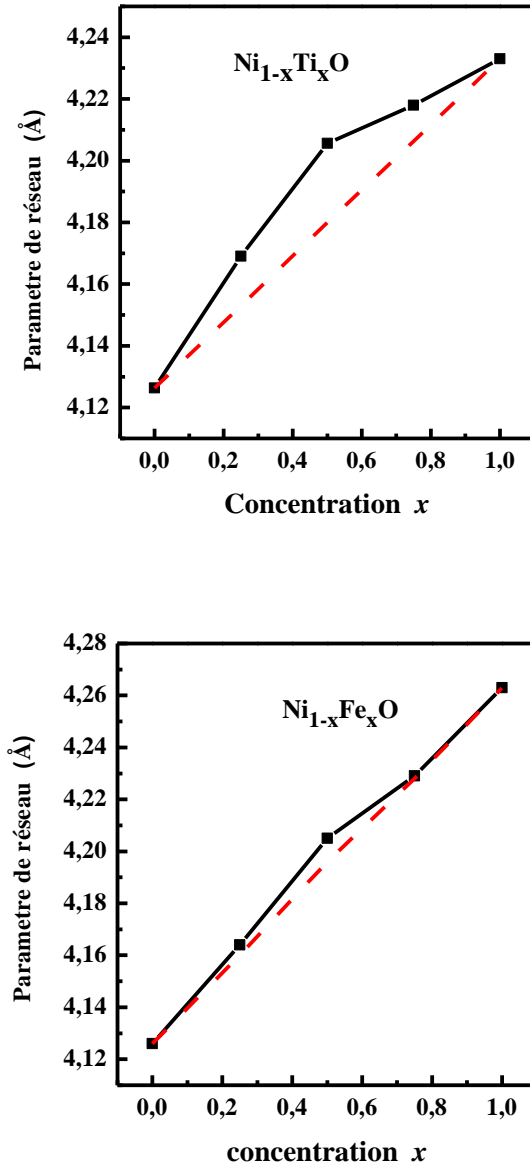 4,24
4,22
4,20
4,18
4,16
4,14
4,12
Parametre de réseau (Å)
Ni1-xTixO
0,0 0,2 0,4 0,6 0,8 1,0
Concentration x
4,28
4,26
4,24
4,22
4,20
4,18
4,16
4,14
4,12
Parametre de réseau (Å)
Ni1-xFexO
0,0 0,2 0,4 0,6 0,8 1,0
concentration x